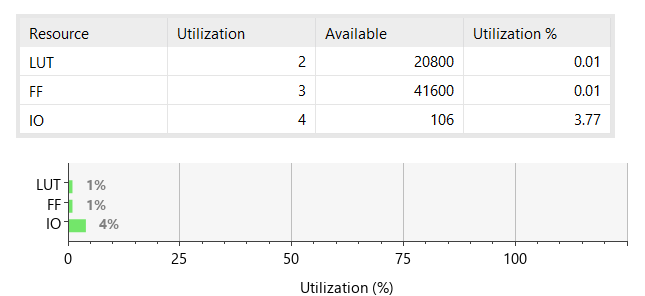 Resource Utilization Available Utilization %
LUT 2 20800 0.01
FF 3 41600 0.01
IO 4 106 3.77
LUT 1%
FF 1%
IO 4%
0 25 50 75 100
Utilization (%)